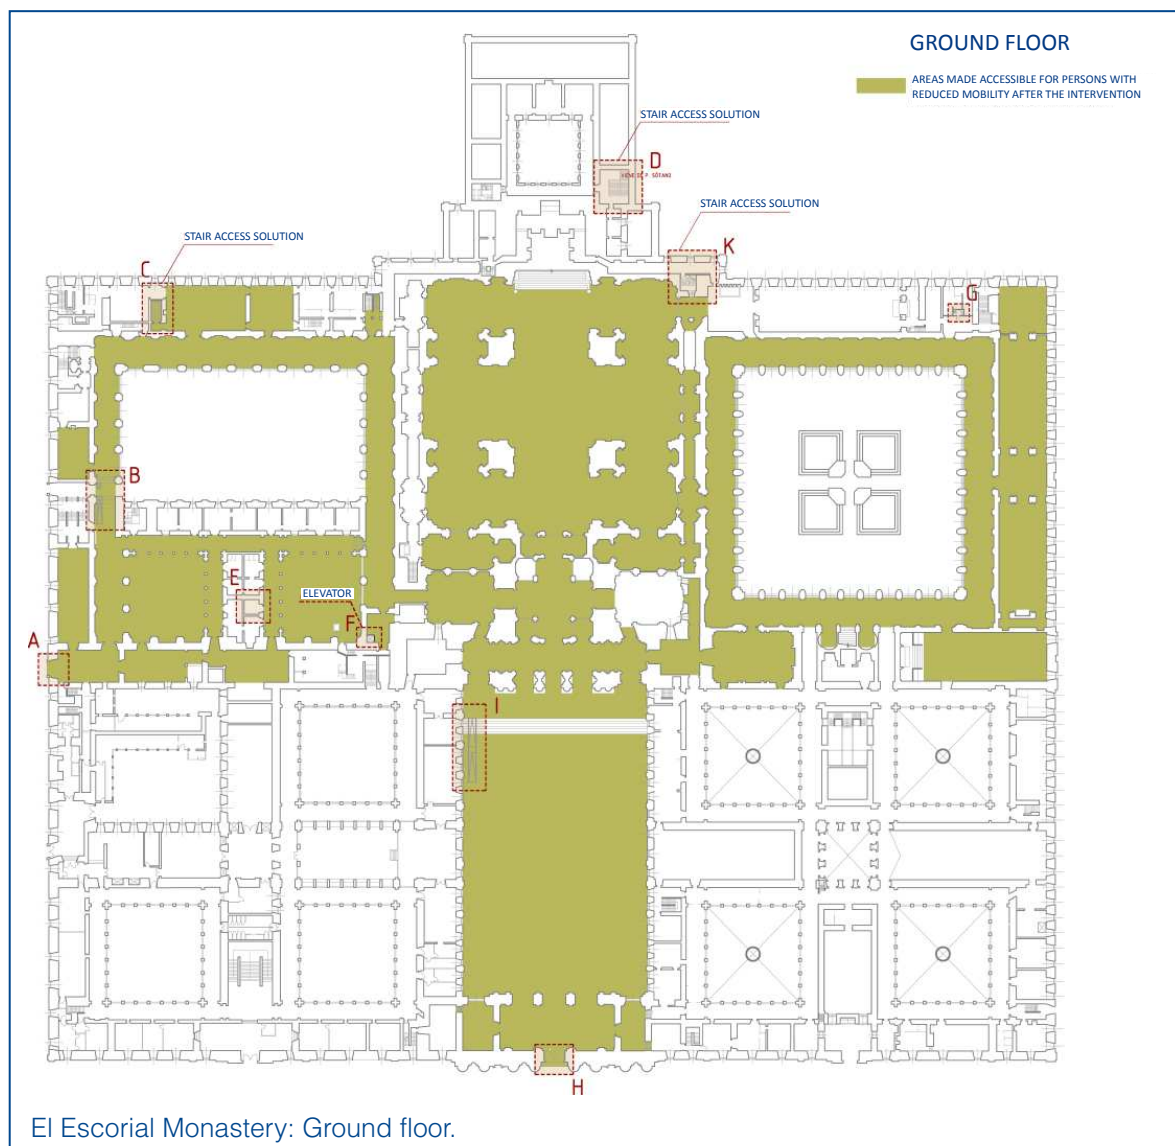 GROUND FLOOR
AREAS MADE ACCESSIBLE FOR PERSONS WITH
REDUCED MOBILITY AFTER THE INTERVENTION
STAIR ACCESS SOLUTION
D
STAIR ACCESS SOLUTION
K
STAIR ACCESS SOLUTION
C
G
B
E
ELEVATOR
F
A
I
H
El Escorial Monastery: Ground floor.